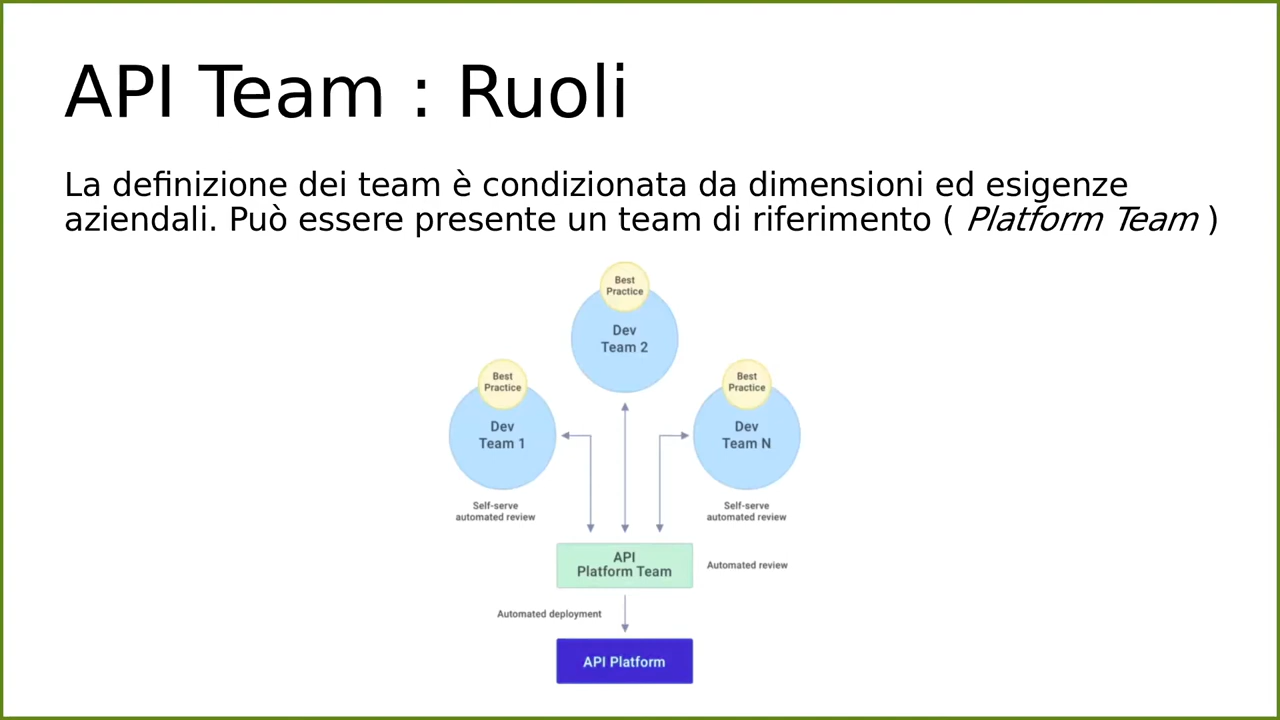 API Team : Ruoli
La definizione dei team è condizionata da dimensioni ed esigenze
aziendali. Può essere presente un team di riferimento ( Platform Team )
Best
Practice
Dev
Team 2
Best
Practice
Dev
Team 1
Best
Practice
Dev
Team N
Self-serve
automated review
Self-serve
automated review
API
Platform Team
Automated review
Automated deployment
API Platform